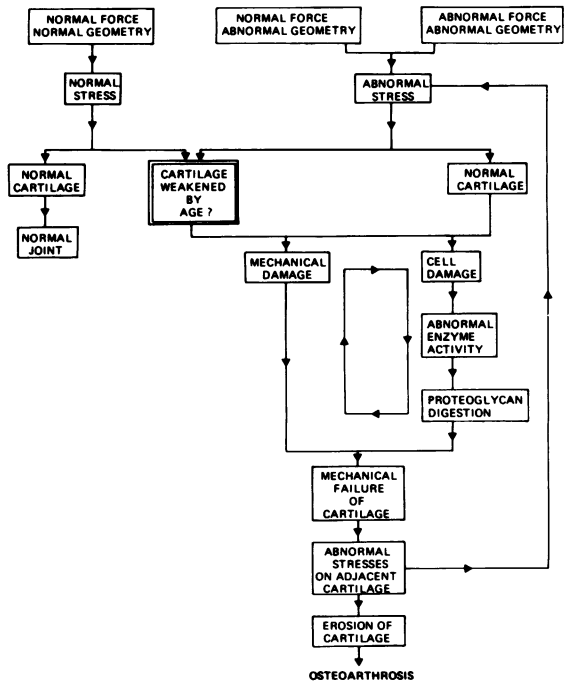 NORMAL FORCE
NORMAL GEOMETRY
NORMAL FORCE
ABNORMAL GEOMETRY
ABNORMAL FORCE
ABNORMAL GEOMETRY
NORMAL
STRESS
ABNORMAL
STRESS
NORMAL
CARTILAGE
CARTILAGE
WEAKENED
BY
AGE ?
NORMAL
CARTILAGE
NORMAL
JOINT
MECHANICAL
DAMAGE
CELL
DAMAGE
ABNORMAL
ENZYME
ACTIVITY
PROTEOGLYCAN
DIGESTION
MECHANICAL
FAILURE
OF
CARTILAGE
ABNORMAL
STRESSES
ON ADJACENT
CARTILAGE
EROSION OF
CARTILAGE
OSTEOARTHROSIS